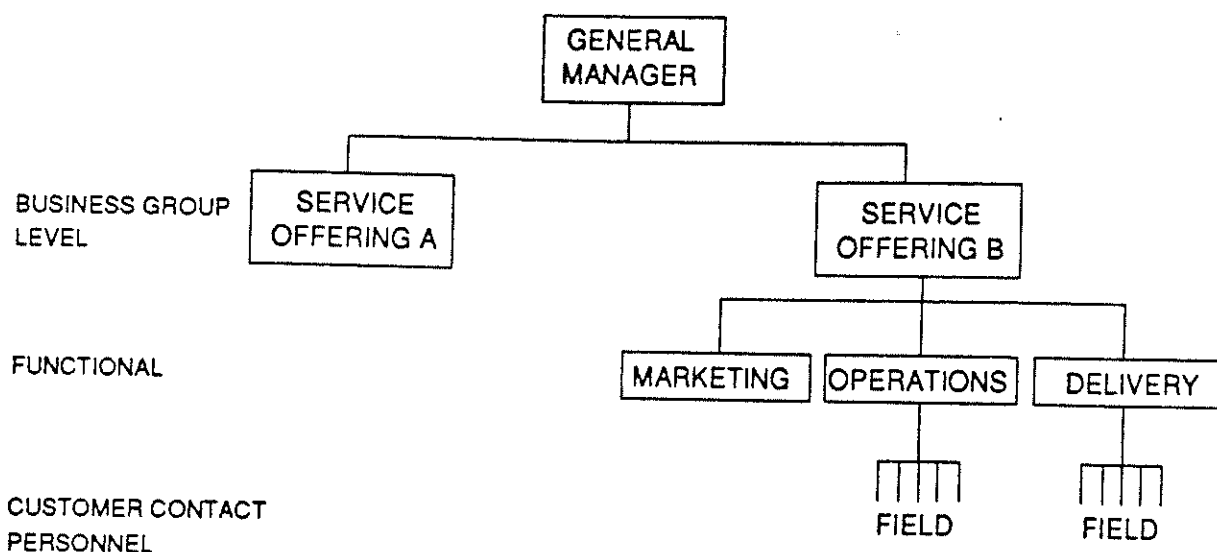 GENERAL
MANAGER
BUSINESS GROUP
LEVEL
SERVICE
OFFERING A
SERVICE
OFFERING B
FUNCTIONAL
MARKETING
OPERATIONS
DELIVERY
CUSTOMER CONTACT
PERSONNEL
FIELD
FIELD